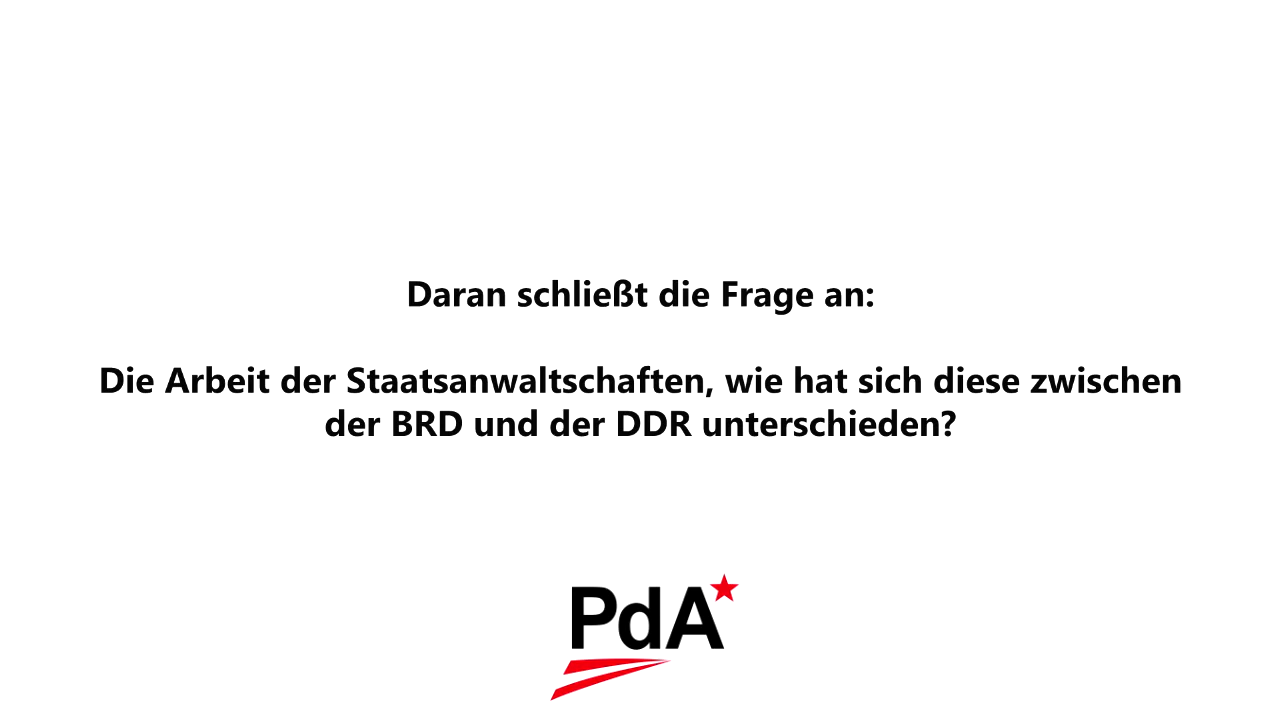 Daran schließt die Frage an:
Die Arbeit der Staatsanwaltschaften, wie hat sich diese zwischen
der BRD und der DDR unterschieden?
PdA